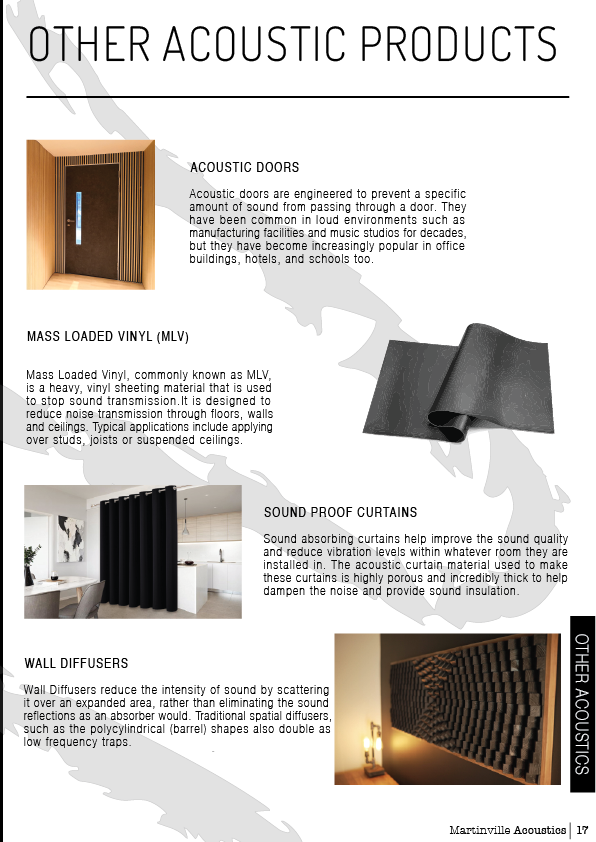 OTHER ACOUSTIC PRODUCTS
ACOUSTIC DOORS
Acoustic doors are engineered to prevent a specific
amount of sound from passing through a door. They
have been common in loud environments such as
manufacturing facilities and music studios for decades,
but they have become increasingly popular in office
buildings, hotels, and schools too.
MASS LOADED VINYL (MLV)
Mass Loaded Vinyl, commonly known as MLV,
is a heavy, vinyl sheeting material that is used
to stop sound transmission.It is designed to
reduce noise transmission through floors, walls
and ceilings. Typical applications include applying
over studs, joists or suspended ceilings.
SOUND PROOF CURTAINS
Sound absorbing curtains help improve the sound quality
and reduce vibration levels within whatever room they are
installed in. The acoustic curtain material used to make
these curtains is highly porous and incredibly thick to help
dampen the noise and provide sound insulation.
WALL DIFFUSERS
Wall Diffusers reduce the intensity of sound by scattering
it over an expanded area, rather than eliminating the sound
reflections as an absorber would. Traditional spatial diffusers,
such as the polycylindrical (barrel) shapes also double as
low frequency traps.
OTHER ACOUSTICS
Martinville Acoustics | 17